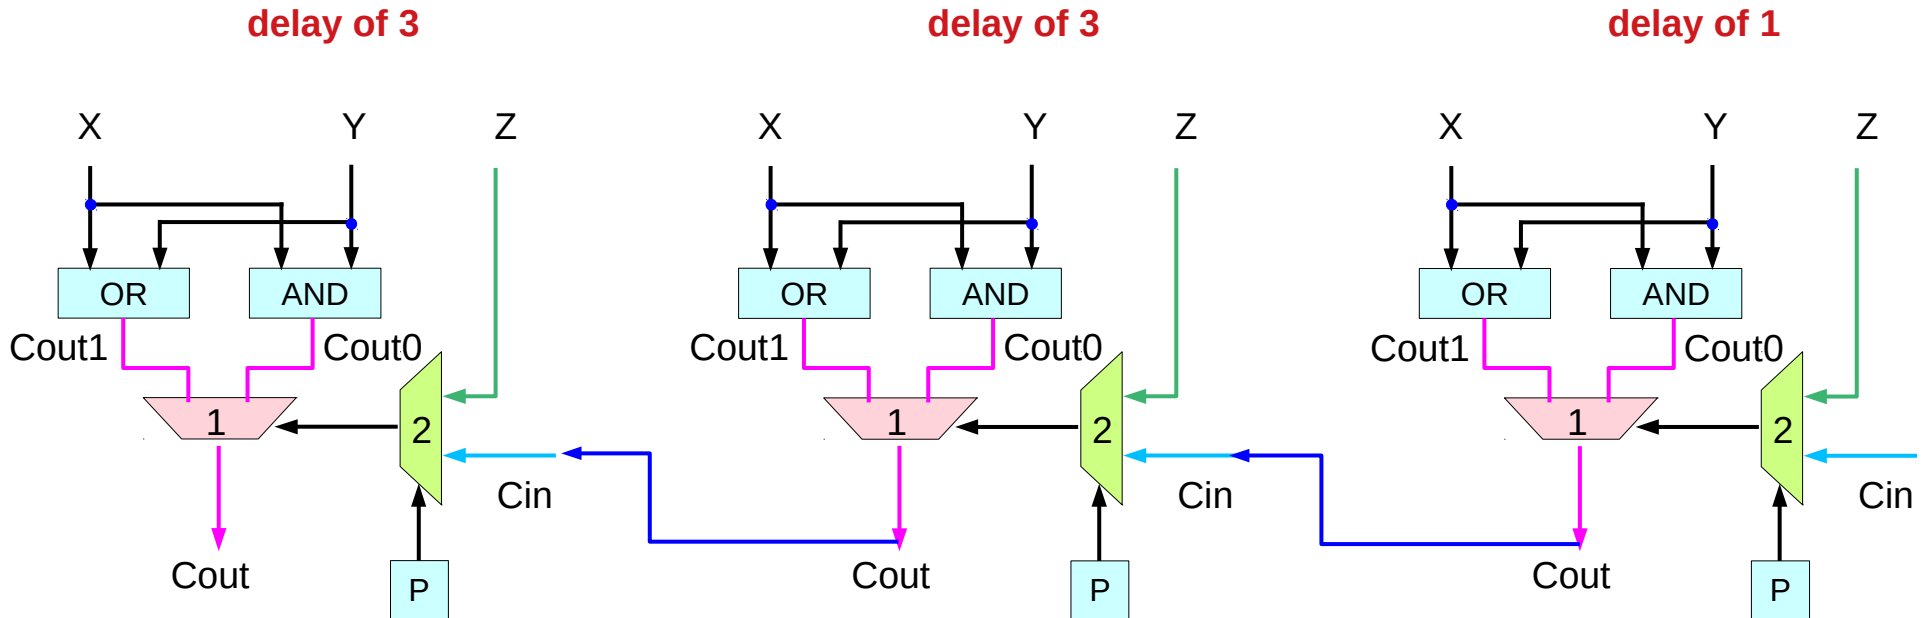 delay of 3 delay of 3 delay of 1
X Y Z X Y Z X Y Z
OR AND OR AND OR AND
Cout1 Cout0 Cout1 Cout0 Cout1 Cout0
1 2 1 2 1 2
Cin Cin Cin
Cout Cout Cout
P P P